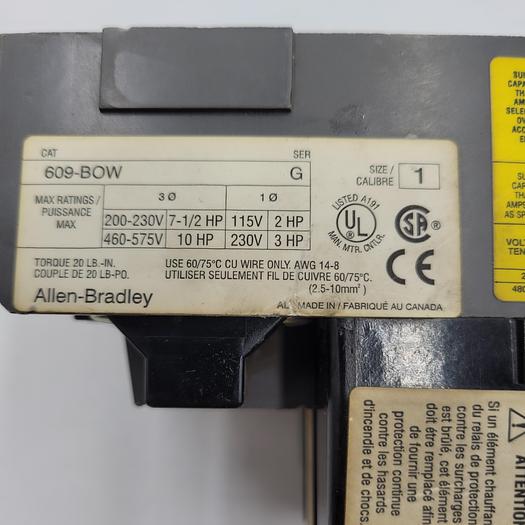 CAT SER
609-BOW G
SIZE / CALIBRE 1
MAX RATINGS / PUISSANCE MAX
3 Ø 1 Ø
200-230V 7-1/2 HP 115V 2 HP
460-575V 10 HP 230V 3 HP
LISTED A191
UL
MAN. MTR. CNTLR.
CSA ®
CE
TORQUE 20 LB.-IN. USE 60/75°C CU WIRE ONLY. AWG 14-8
COUPLE DE 20 LB-PO. UTILISER SEULEMENT FIL DE CUIVRE 60/75°C.
(2.5-10mm²)
Allen-Bradley MADE IN / FABRIQUÉ AU CANADA
ATTENTION
Si un élément chauffa
du relais de protection
contre les surcharges
est brûlé, cet élément
doit être remplacé afin
de fournir une
protection continue
contre les hasards
d'incendie et de chocs.